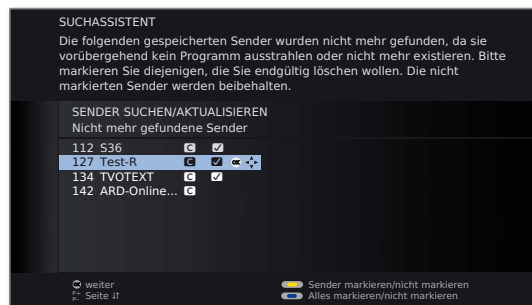 SUCHASSISTENT
Die folgenden gespeicherten Sender wurden nicht mehr gefunden, da sie
vorübergehend kein Programm ausstrahlen oder nicht mehr existieren. Bitte
markieren Sie diejenigen, die Sie endgültig löschen wollen. Die nicht
markierten Sender werden beibehalten.
SENDER SUCHEN/AKTUALISIEREN
Nicht mehr gefundene Sender
112 S36 C
127 Test-R C OK
134 TVOTEXT C
142 ARD-Online... C
OK weiter
P+ P- Seite ↓↑
Sender markieren/nicht markieren
Alles markieren/nicht markieren